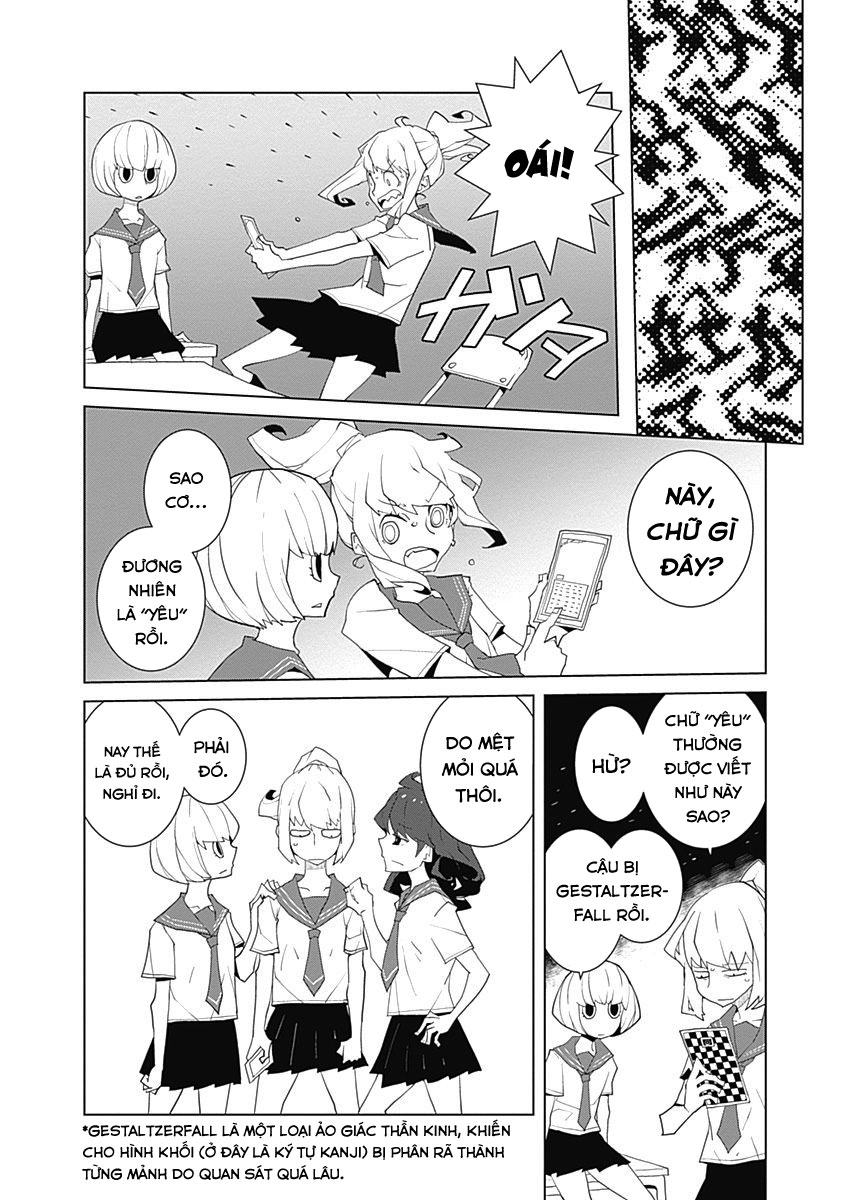 OÁI!
ガタ
NÀY,
CHỮ GÌ
ĐÂY?
SAO
CƠ...
ĐƯƠNG
NHIÊN
LÀ "YÊU"
RỒI.
CHỮ "YÊU"
THƯỜNG
ĐƯỢC VIẾT
NHƯ NÀY
SAO?
HỪ?
CẬU BỊ
GESTALTZER-
FALL RỒI.
DO MỆT
MỎI QUÁ
THÔI.
PHẢI
ĐÓ.
NAY THẾ
LÀ ĐỦ RỒI,
NGHỈ ĐI.
*GESTALTZERFALL LÀ MỘT LOẠI ẢO GIÁC THẦN KINH, KHIẾN
CHO HÌNH KHỐI (Ở ĐÂY LÀ KÝ TỰ KANJI) BỊ PHÂN RÃ THÀNH
TỪNG MẢNH DO QUAN SÁT QUÁ LÂU.